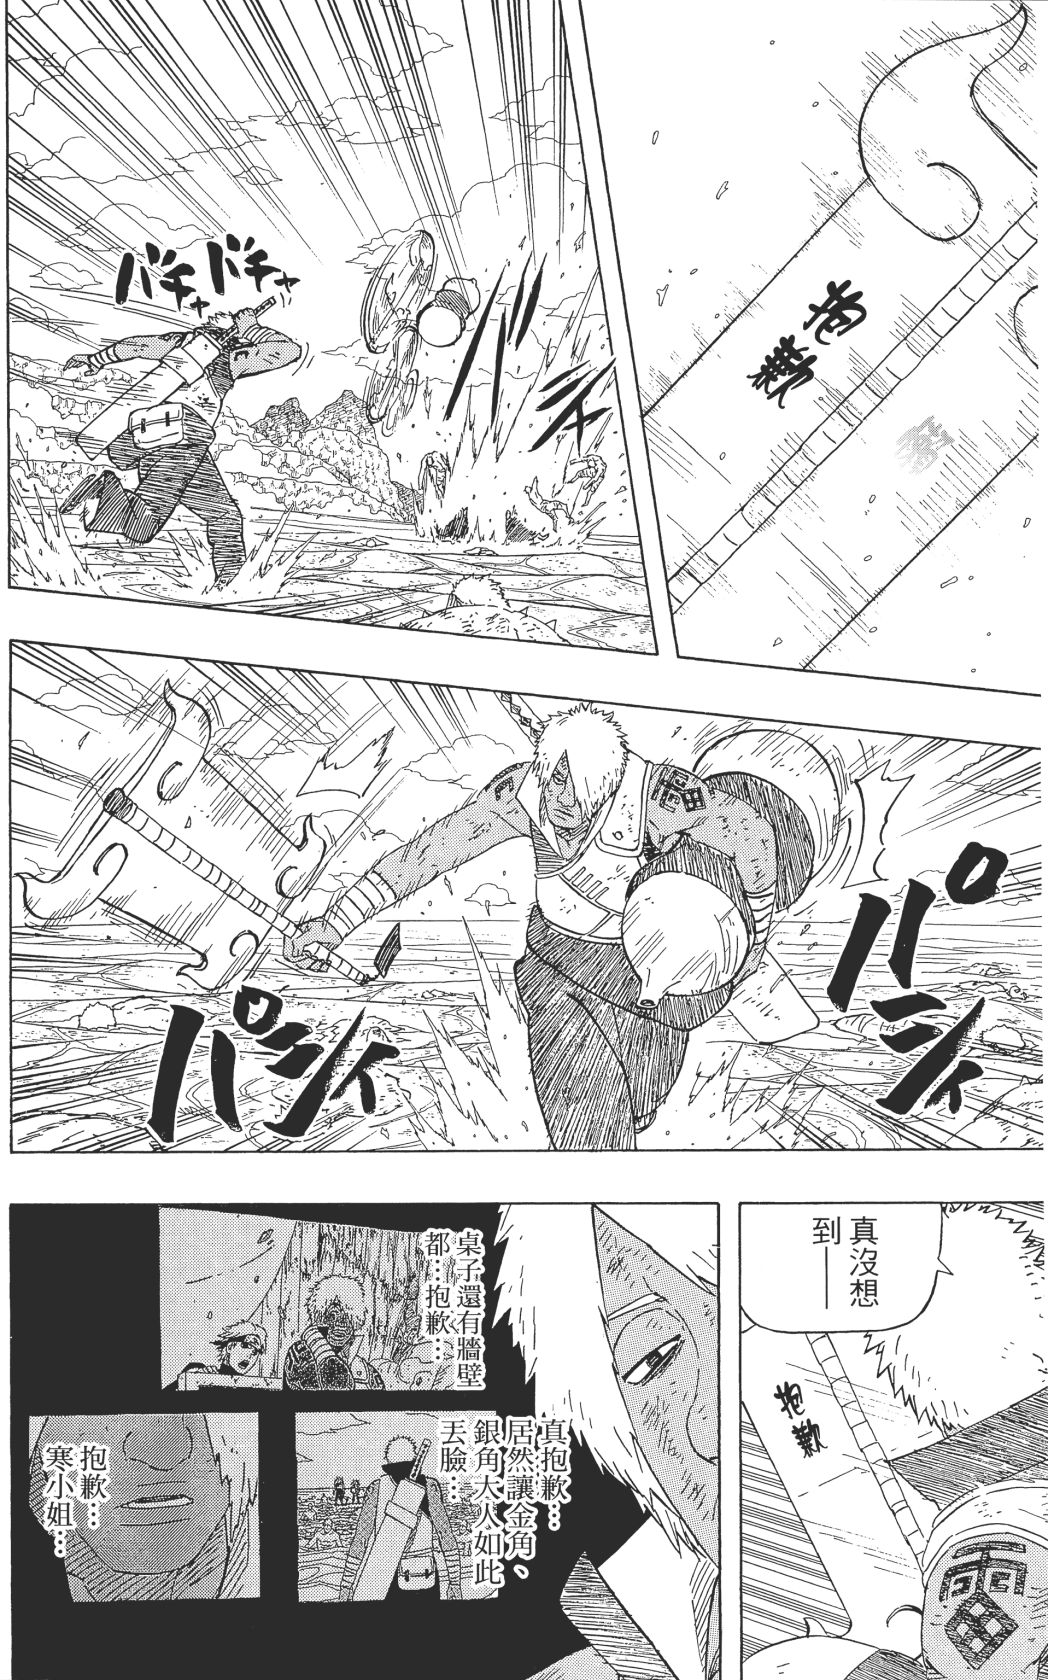 抱歉
バチャ
バチャ
パシィ
パシィ
真沒想
到——
抱歉
真抱歉…
居然讓金角、
銀角大人如此
丟臉…
桌子還有牆壁
都…抱歉…
抱歉…
寒小姐…